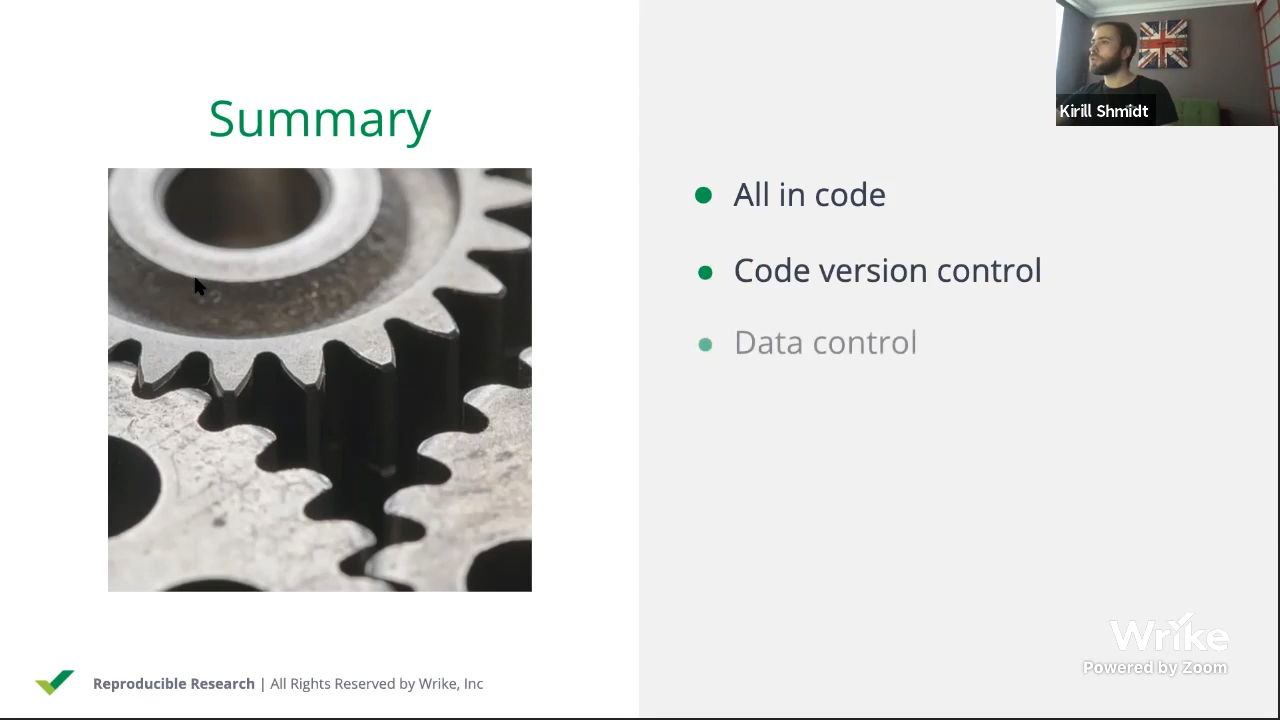 Summary
All in code
Code version control
Data control
Kirill Shmidt
Wrike
Powered by Zoom
Reproducible Research | All Rights Reserved by Wrike, Inc